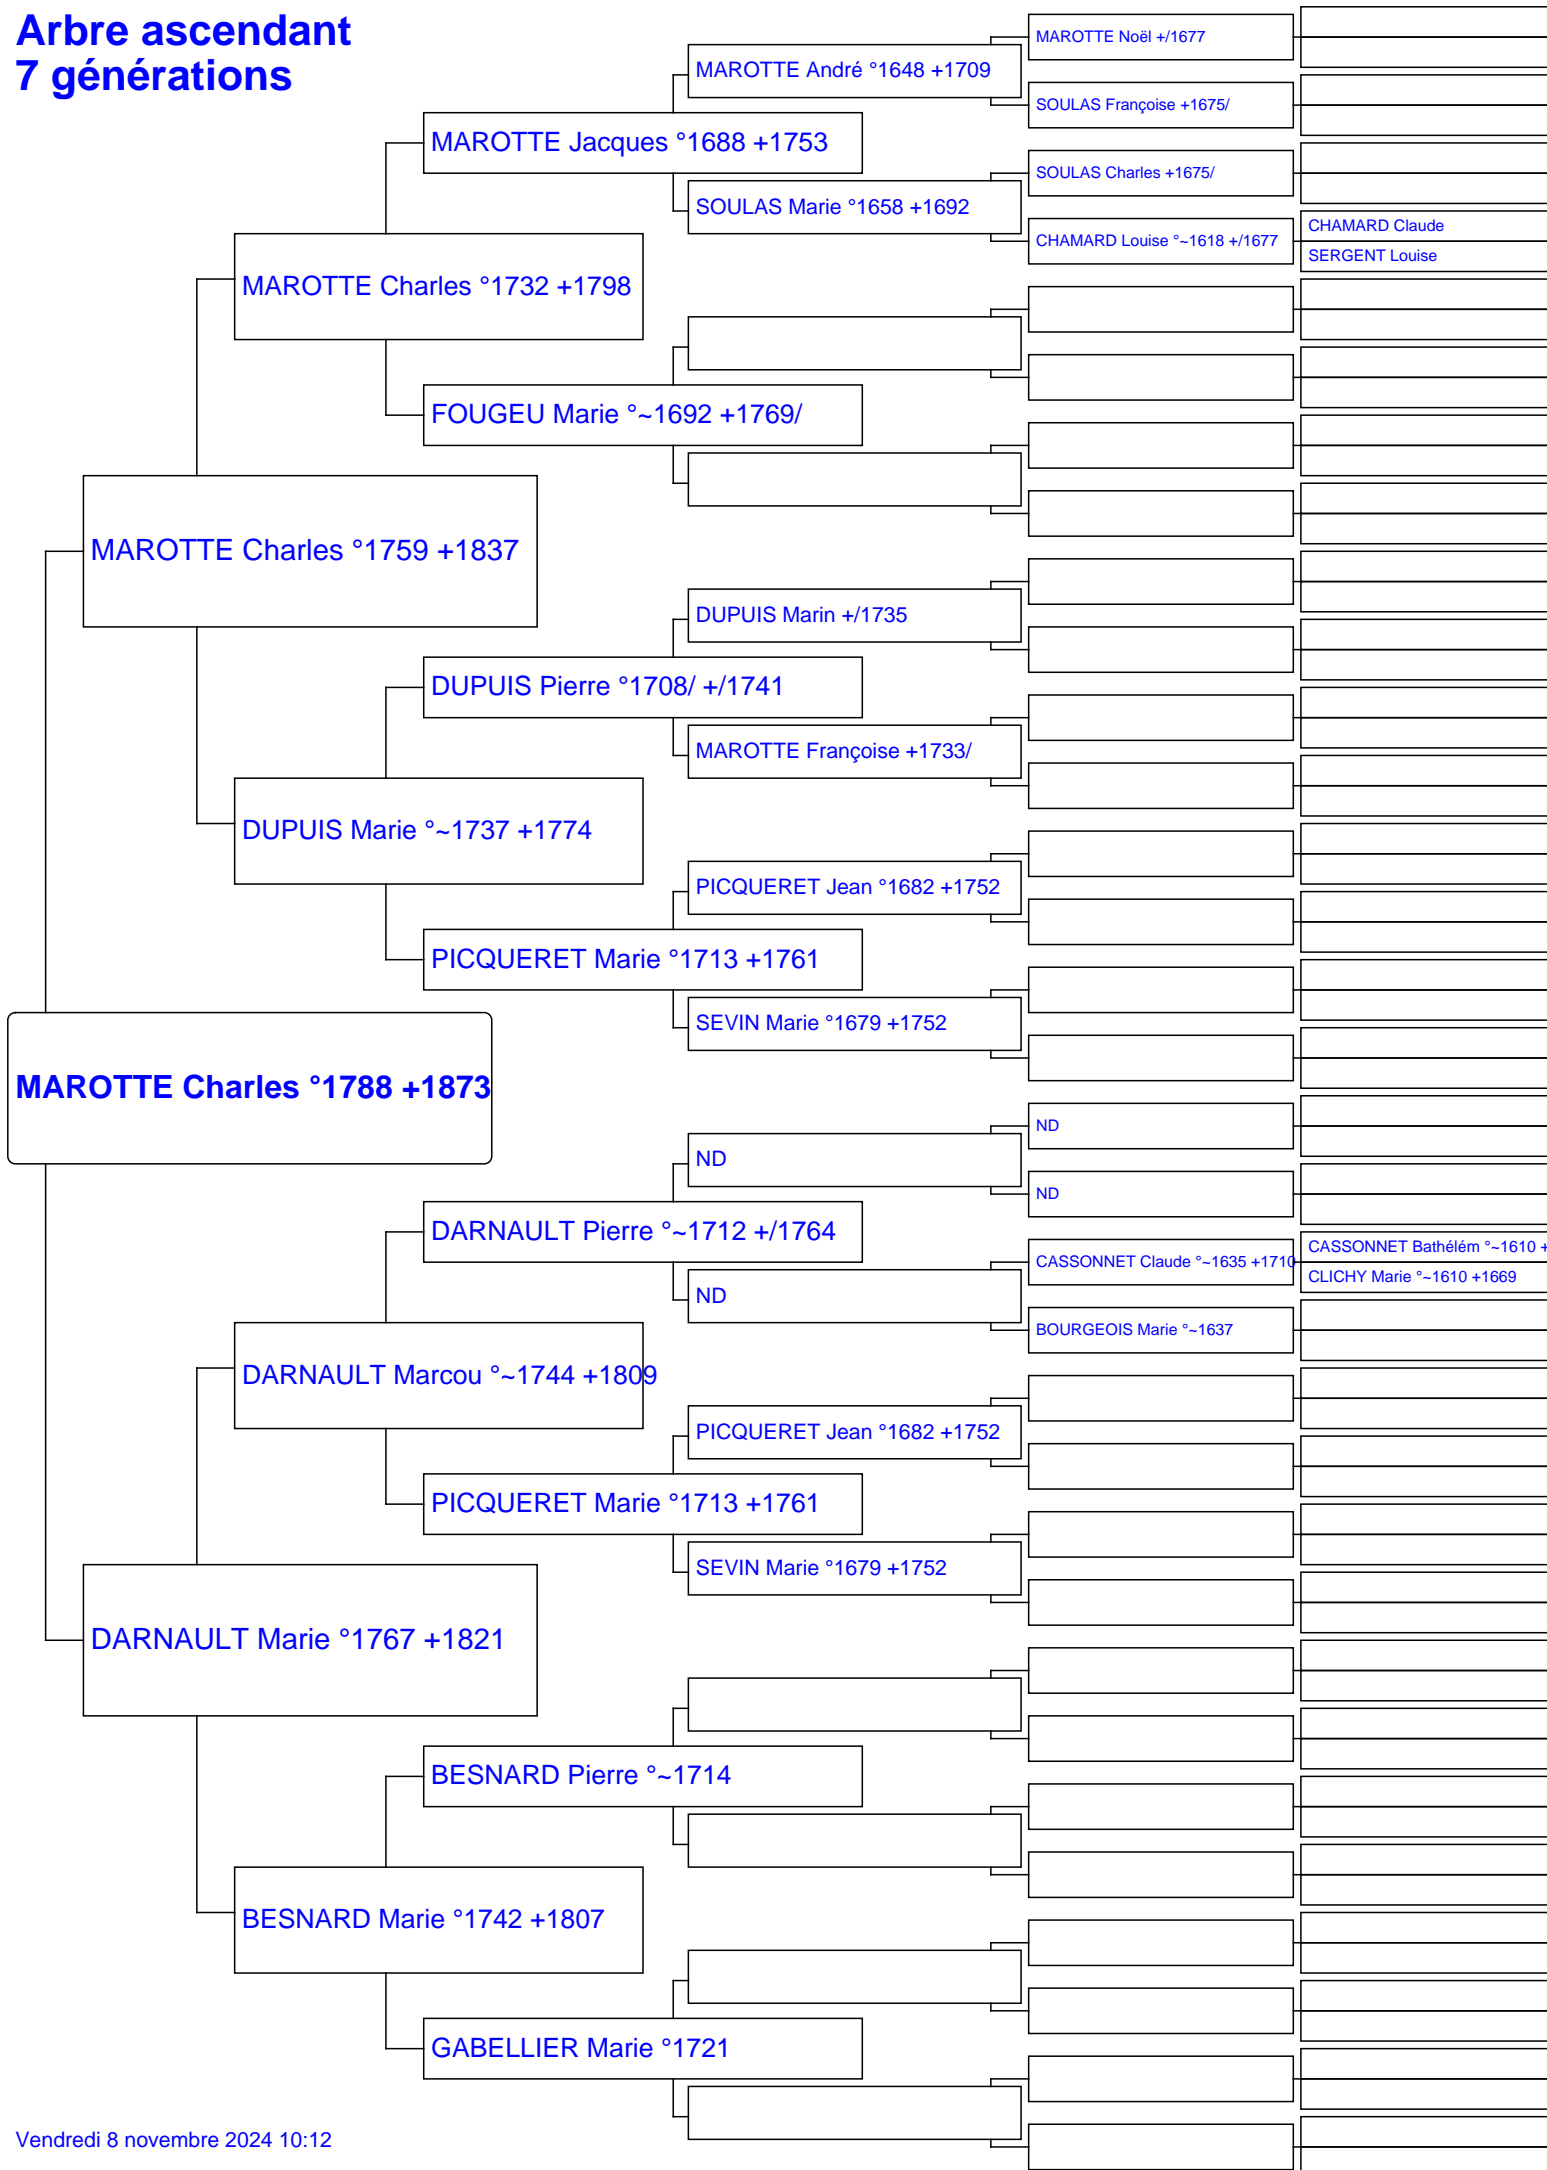 Arbre ascendant
7 générations
MAROTTE Noël +/1677
MAROTTE André °1648 +1709
SOULAS Françoise +1675/
MAROTTE Jacques °1688 +1753
SOULAS Charles +1675/
SOULAS Marie °1658 +1692
CHAMARD Claude
CHAMARD Louise °~1618 +/1677
SERGENT Louise
MAROTTE Charles °1732 +1798
FOUGEU Marie °~1692 +1769/
MAROTTE Charles °1759 +1837
DUPUIS Marin +/1735
DUPUIS Pierre °1708/ +/1741
MAROTTE Françoise +1733/
DUPUIS Marie °~1737 +1774
PICQUERET Jean °1682 +1752
PICQUERET Marie °1713 +1761
SEVIN Marie °1679 +1752
MAROTTE Charles °1788 +1873
ND
ND
ND
DARNAULT Pierre °~1712 +/1764
CASSONNET Bathélém °~1610 +
CASSONNET Claude °~1635 +1710
CLICHY Marie °~1610 +1669
ND
BOURGEOIS Marie °~1637
DARNAULT Marcou °~1744 +1809
PICQUERET Jean °1682 +1752
PICQUERET Marie °1713 +1761
SEVIN Marie °1679 +1752
DARNAULT Marie °1767 +1821
BESNARD Pierre °~1714
BESNARD Marie °1742 +1807
GABELLIER Marie °1721
Vendredi 8 novembre 2024 10:12